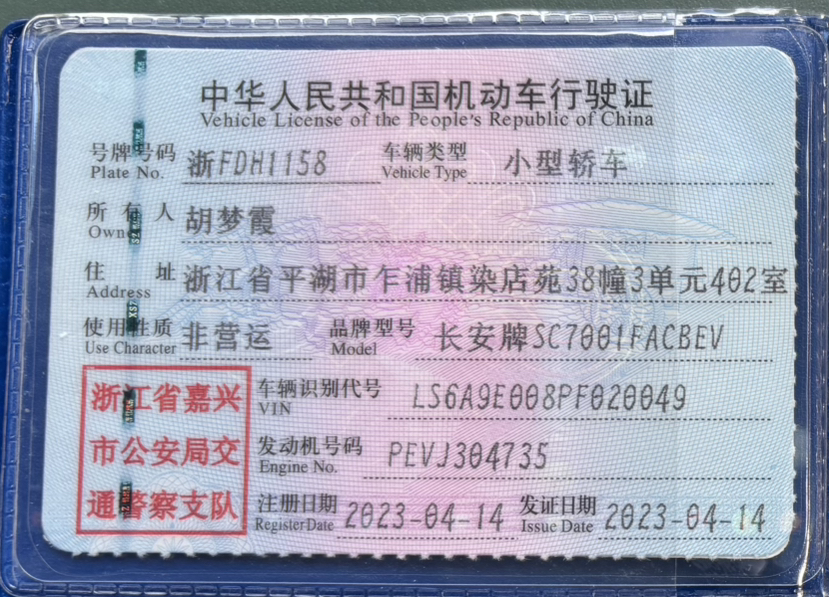 中华人民共和国机动车行驶证
Vehicle License of the People's Republic of China
号牌号码 浙FDH1158 车辆类型 小型轿车
Plate No. Vehicle Type
所有人 胡梦霞
Owner
住址 浙江省平湖市乍浦镇染店苑38幢3单元402室
Address
使用性质 非营运 品牌型号 长安牌SC7001FACBEV
Use Character Model
浙江省嘉兴
市公安局交
通警察支队
车辆识别代号 LS6A9E008PF020049
VIN
发动机号码 PEVJ304735
Engine No.
注册日期 2023-04-14 发证日期 2023-04-14
Register Date Issue Date